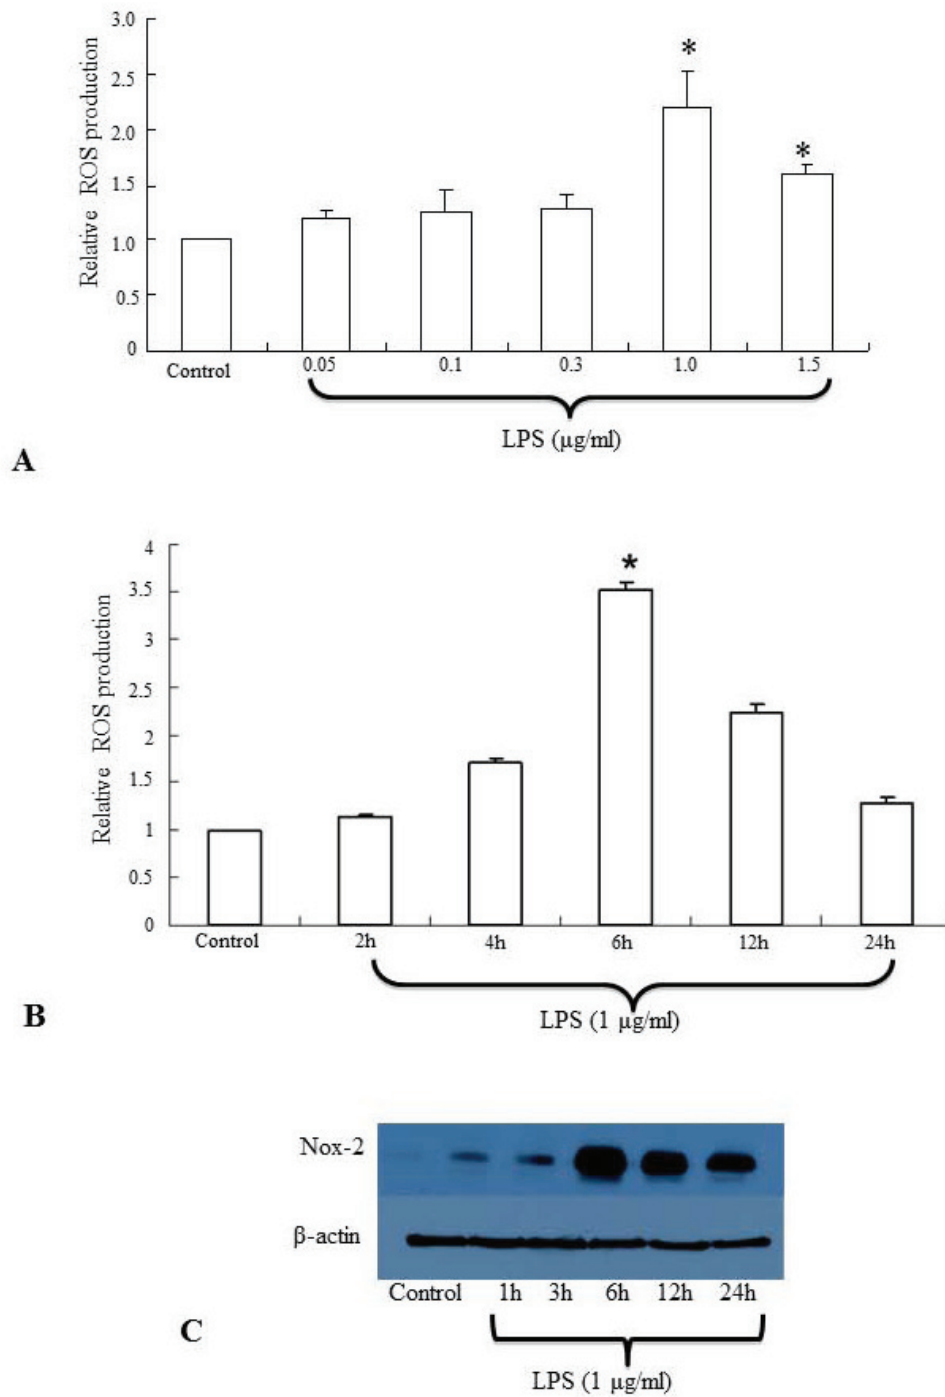 3.0
*
2.5
2.0
*
1.5
1.0
0.5
0
Relative ROS production
Control 0.05 0.1 0.3 1.0 1.5
LPS (µg/ml)
A
4
*
3.5
3
2.5
2
1.5
1
0.5
0
Relative ROS production
Control 2h 4h 6h 12h 24h
LPS (1 µg/ml)
B
Nox-2
β-actin
Control 1h 3h 6h 12h 24h
C
LPS (1 µg/ml)